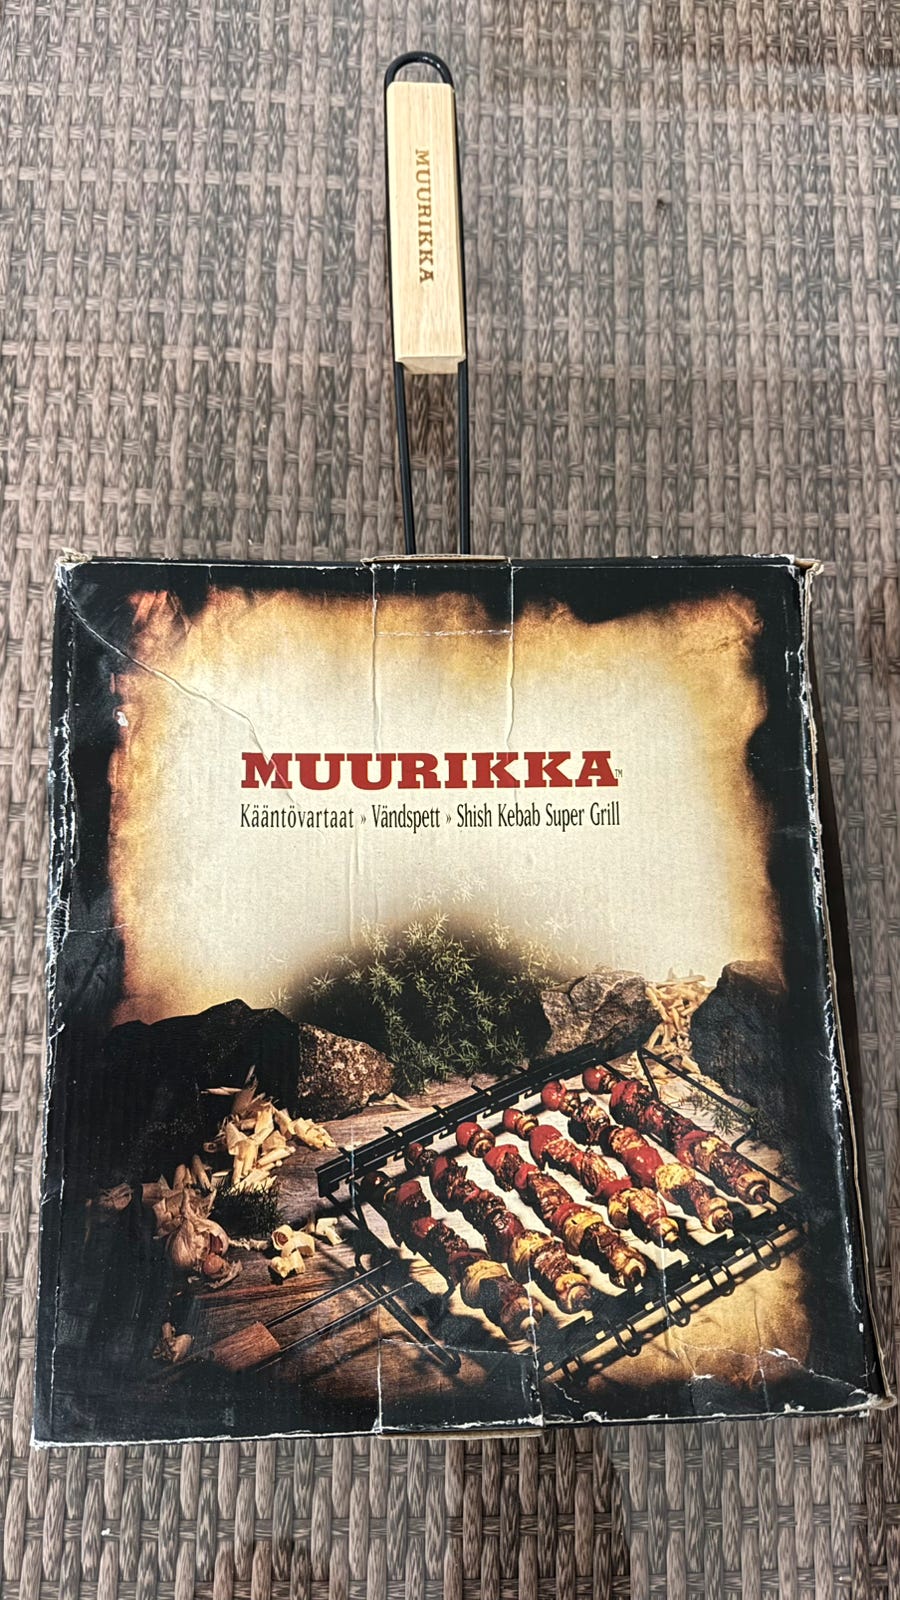 MUURIKKA
MUURIKKA™
Kääntövartaat » Vändspett » Shish Kebab Super Grill